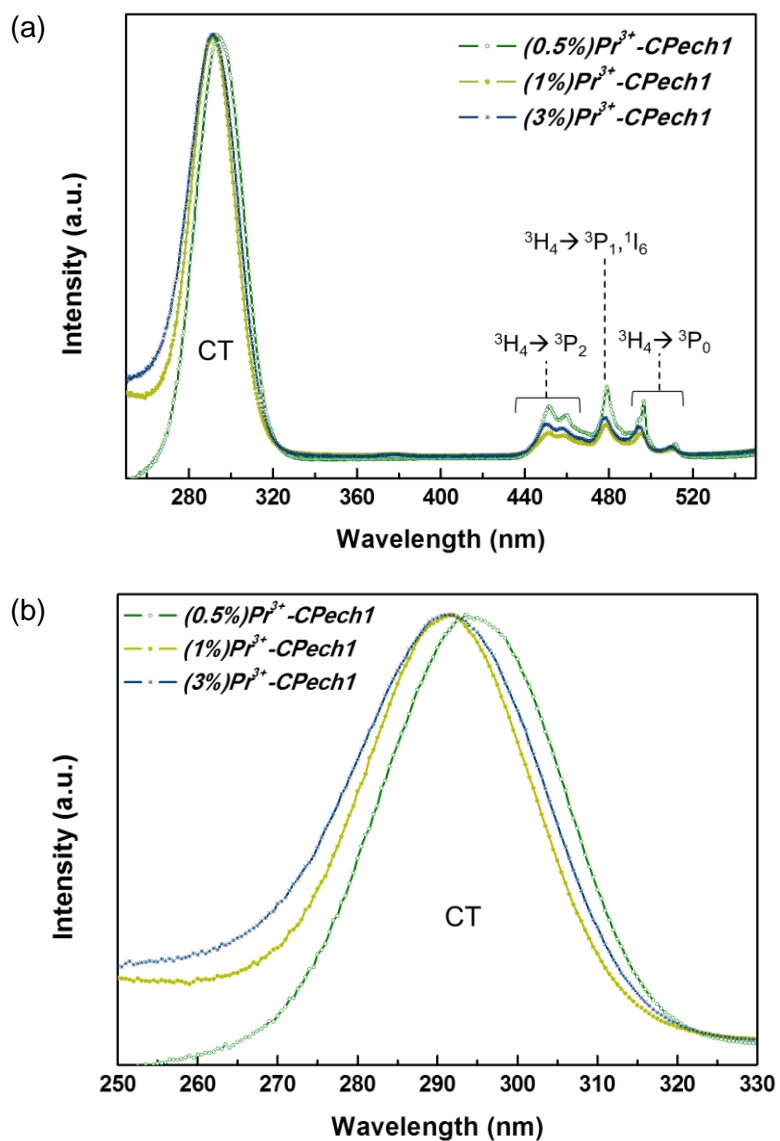 (a)
(0.5%)Pr³⁺-CPech1
(1%)Pr³⁺-CPech1
(3%)Pr³⁺-CPech1
³H₄→ ³P₁,¹I₆
³H₄→ ³P₂
³H₄→ ³P₀
CT
Intensity (a.u.)
280 320 360 400 440 480 520
Wavelength (nm)
(b)
(0.5%)Pr³⁺-CPech1
(1%)Pr³⁺-CPech1
(3%)Pr³⁺-CPech1
CT
Intensity (a.u.)
250 260 270 280 290 300 310 320 330
Wavelength (nm)